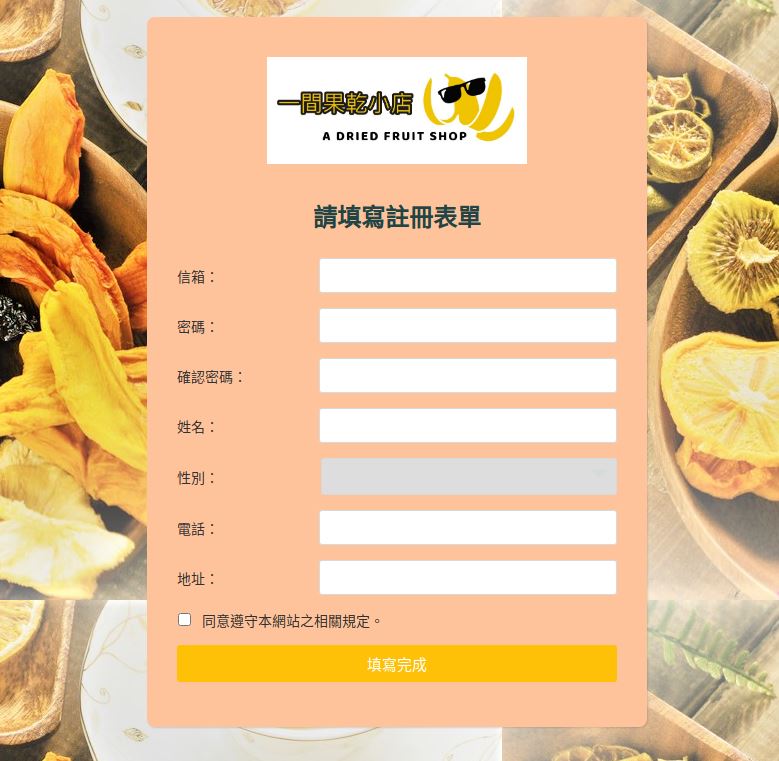 一間果乾小店
A DRIED FRUIT SHOP
請填寫註冊表單
信箱：
密碼：
確認密碼：
姓名：
性別：
電話：
地址：
同意遵守本網站之相關規定。
填寫完成